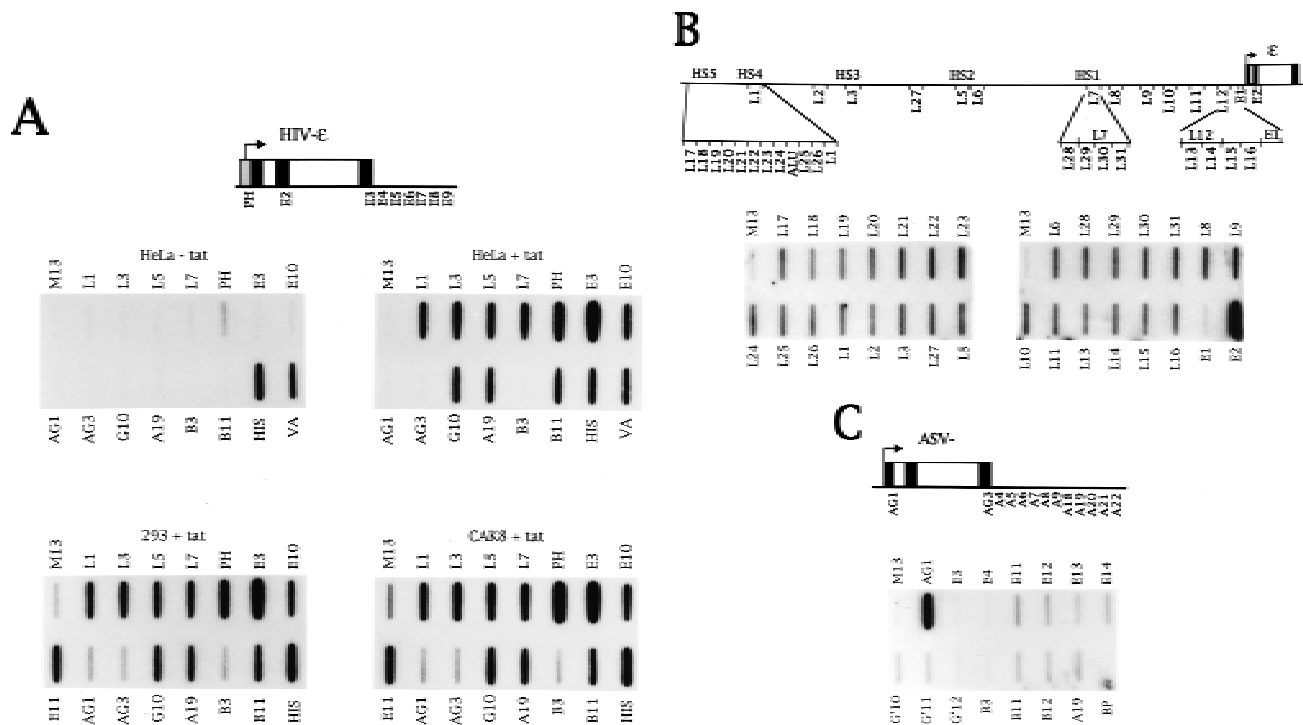 A
HIV-ε
PH E2 E3 E4 E5 E6 E7 E8 E9
HeLa - tat
M13 L1 L3 L5 L7 PH E3 E10
AG1 AG3 G10 A19 B3 B11 HIS VA
HeLa + tat
L1 L3 L5 L7 PH E3 E10
AG1 AG3 G10 A19 B3 B11 HIS VA
293 + tat
M13 L1 L3 L5 L7 PH E3 E10
E11 AG1 AG3 G10 A19 B3 B11 HIS
+ tat
M13 L1 L3 L5 L7 PH E3 E10
E11 AG1 AG3 G10 A19 B3 B11 HIS
B
ε
HS5 HS4 HS3 HS2 HS1
L1 L2 L3 L27 L5 L6 L7 L8 L9 L10 L11 L12 E1 E2
L7 L12 E1
L17 L18 L19 L20 L21 L22 L23 L24 ALU L25 L26 L1
L28 L29 L30 L31
L13 L14 L15 L16
M13 L17 L18 L19 L20 L21 L22 L23
L24 L25 L26 L1 L2 L3 L27 L5
M13 L6 L28 L29 L30 L31 L8 L9
L10 L11 L13 L14 L15 L16 E1 E2
C
ASV-
AG1 AG3 A4 A5 A6 A7 A8 A9 A18 A19 A20 A21 A22
M13 AG1 E3 E4 E11 E12 E13 E14
G'10 G'11 G'12 B3 B11 B12 A19 BP